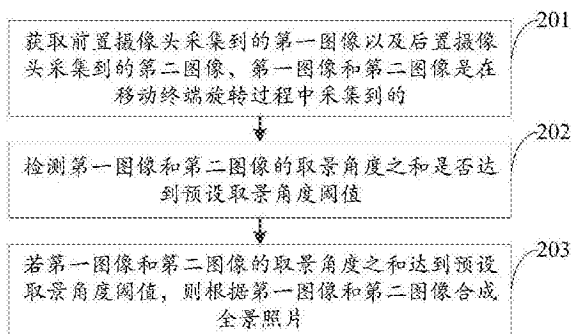 201
获取前置摄像头采集到的第一图像以及后置摄像
头采集到的第二图像、第一图像和第二图像是在
移动终端旋转过程中采集到的
202
检测第一图像和第二图像的取景角度之和是否达
到预设取景角度阈值
203
若第一图像和第二图像的取景角度之和达到预设
取景角度阈值，则根据第一图像和第二图像合成
全景照片